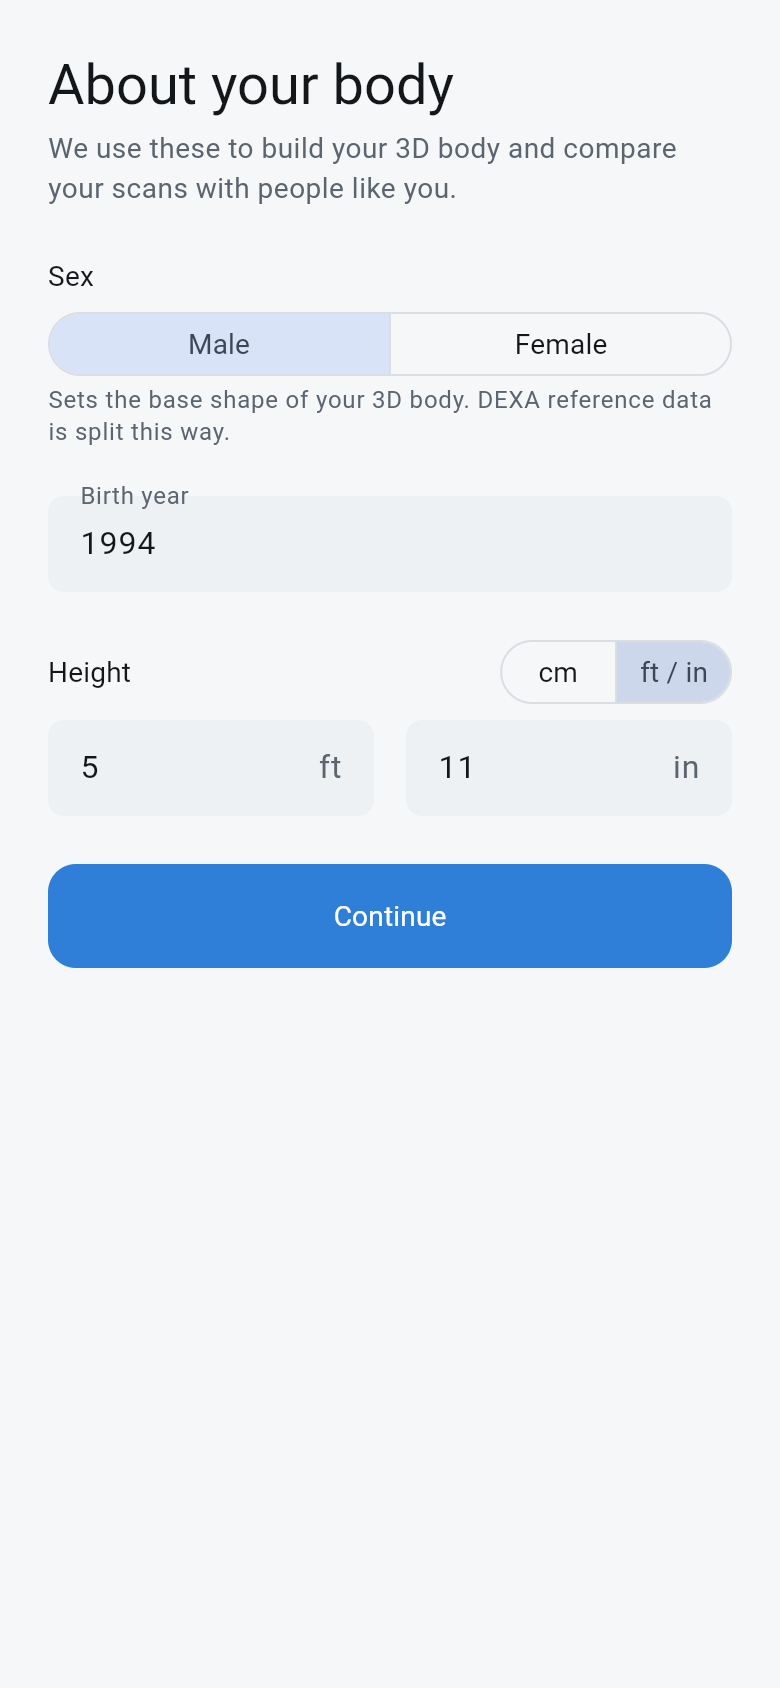 About your body
We use these to build your 3D body and compare
your scans with people like you.
Sex
Male
Female
Sets the base shape of your 3D body. DEXA reference data
is split this way.
Birth year
1994
Height
cm
ft / in
5 ft
11 in
Continue